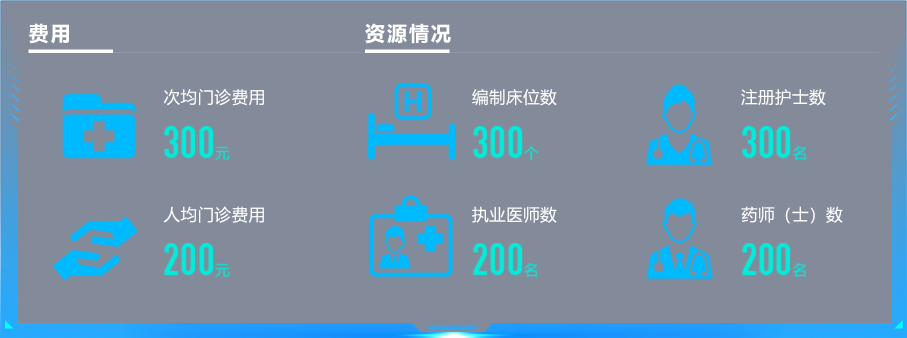 费用
资源情况
次均门诊费用
300元
编制床位数
H
300个
注册护士数
300名
人均门诊费用
200元
执业医师数
200名
药师（士）数
200名